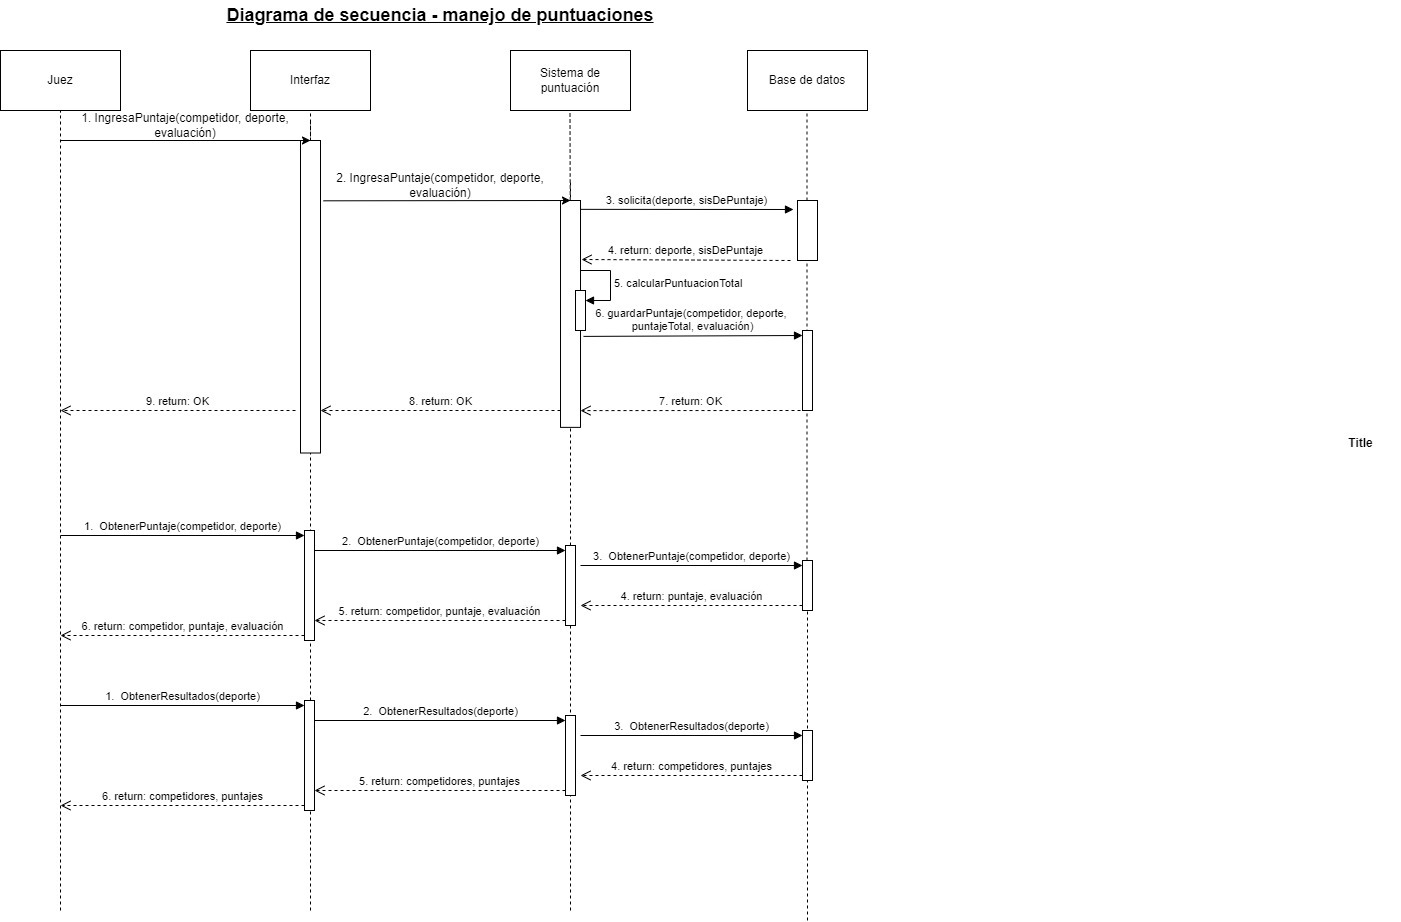 Diagrama de secuencia - manejo de puntuaciones
Juez
Interfaz
Sistema de
puntuación
Base de datos
1. IngresaPuntaje(competidor, deporte,
evaluación)
2. IngresaPuntaje(competidor, deporte,
evaluación)
3. solicita(deporte, sisDePuntaje)
4. return: deporte, sisDePuntaje
5. calcularPuntuacionTotal
6. guardarPuntaje(competidor, deporte,
puntajeTotal, evaluación)
9. return: OK
8. return: OK
7. return: OK
Title
1. ObtenerPuntaje(competidor, deporte)
2. ObtenerPuntaje(competidor, deporte)
3. ObtenerPuntaje(competidor, deporte)
4. return: puntaje, evaluación
5. return: competidor, puntaje, evaluación
6. return: competidor, puntaje, evaluación
1. ObtenerResultados(deporte)
2. ObtenerResultados(deporte)
3. ObtenerResultados(deporte)
4. return: competidores, puntajes
5. return: competidores, puntajes
6. return: competidores, puntajes